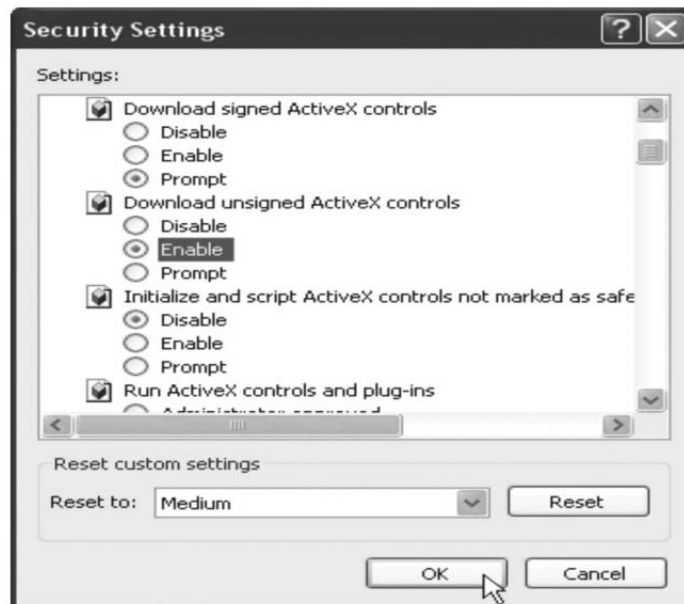 Security Settings
Settings:
Download signed ActiveX controls
Disable
Enable
Prompt
Download unsigned ActiveX controls
Disable
Enable
Prompt
Initialize and script ActiveX controls not marked as safe
Disable
Enable
Prompt
Run ActiveX controls and plug-ins
Administrator approved
Reset custom settings
Reset to: Medium Reset
OK Cancel